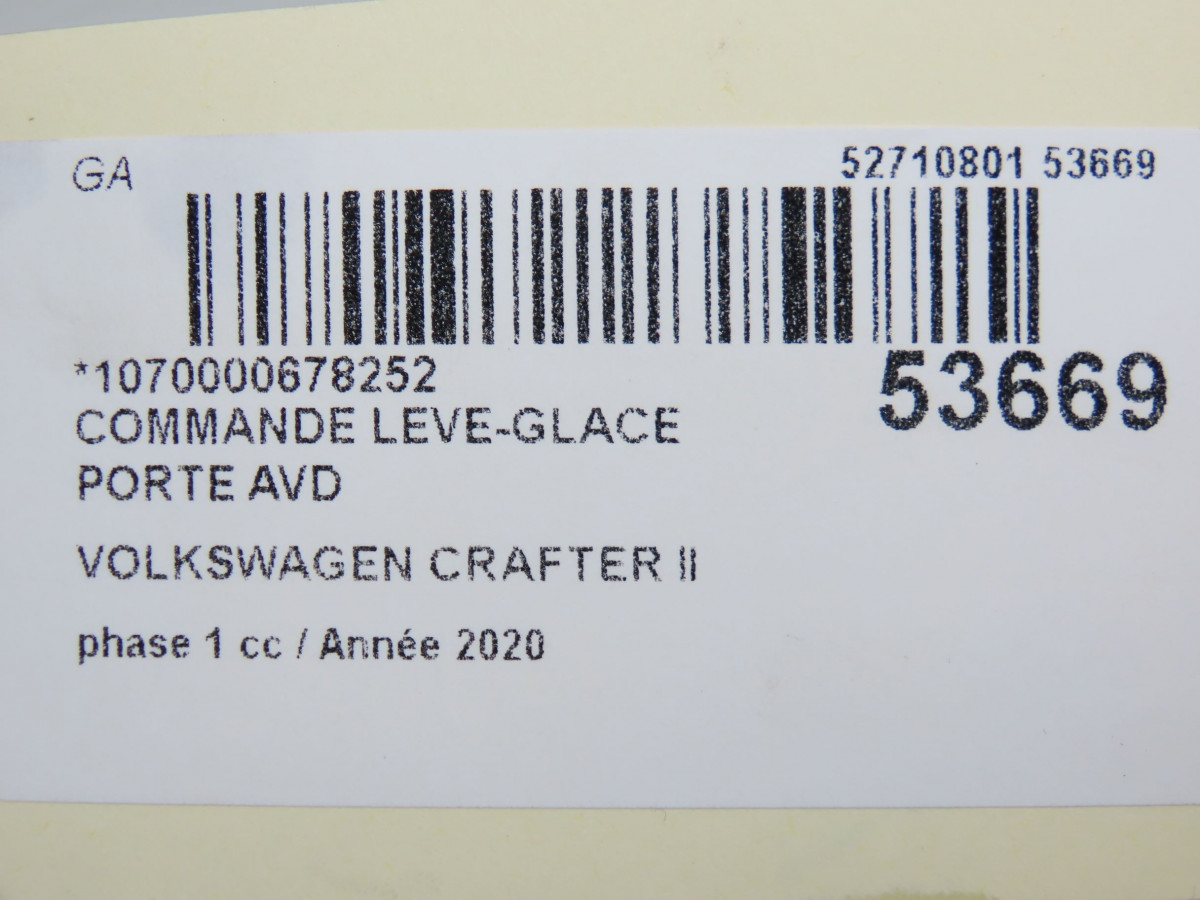 GA
52710801 53669
*1070000678252
53669
COMMANDE LEVE-GLACE
PORTE AVD
VOLKSWAGEN CRAFTER II
phase 1 cc / Année 2020